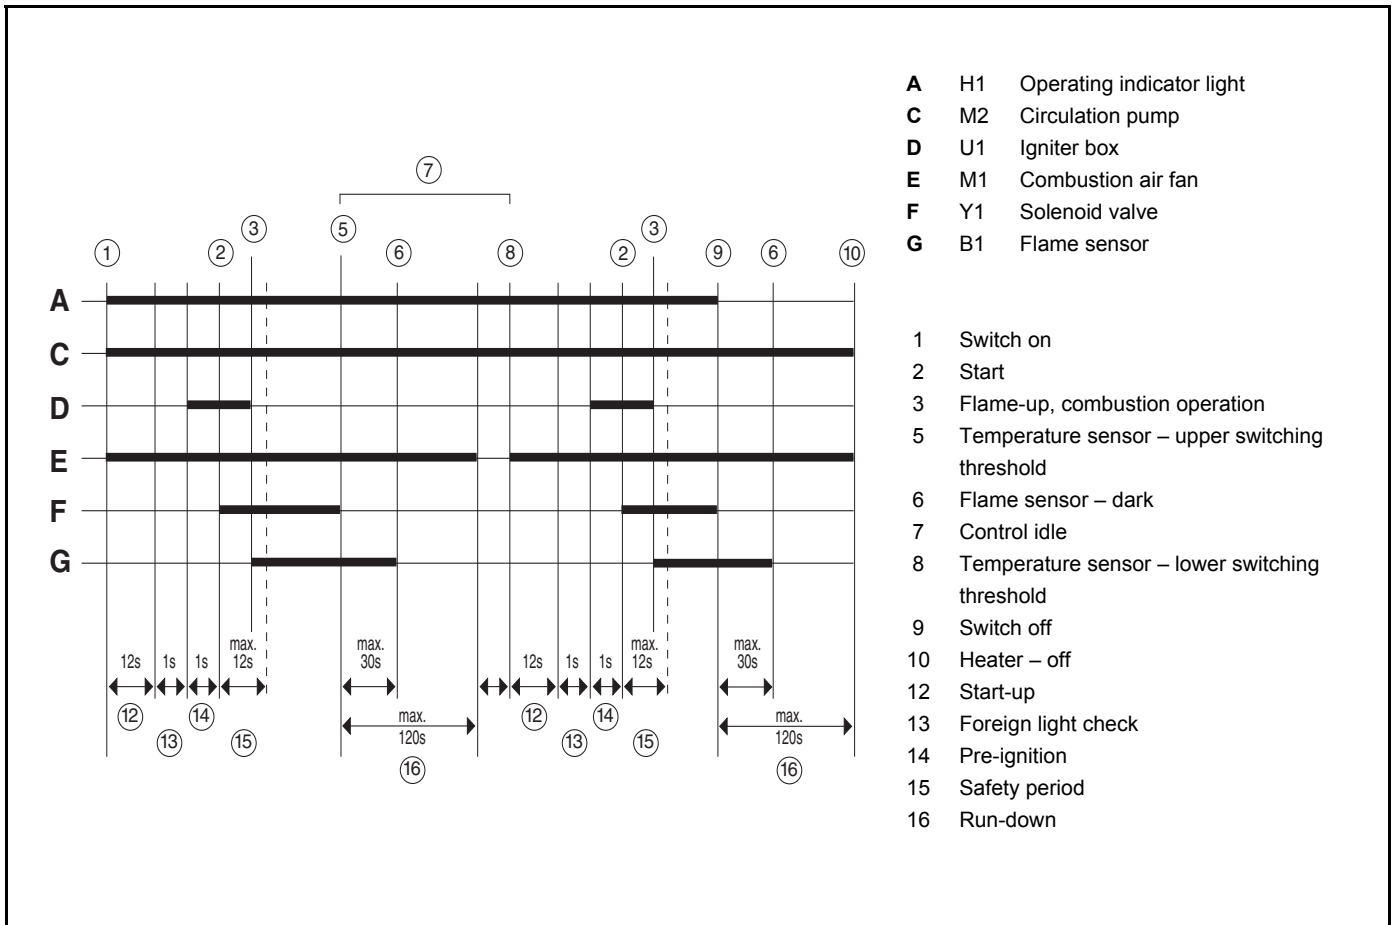 A H1 Operating indicator light
C M2 Circulation pump
D U1 Igniter box
E M1 Combustion air fan
F Y1 Solenoid valve
G B1 Flame sensor
7
3 5 3
1 2 6 8 2 9 6 10
A
C
D
E
F
G
max. max. max. max.
12s 1s 1s 12s 30s 12s 1s 1s 12s 30s
12 14 max. 12 14 max.
13 15 120s 13 15 120s
16 16
1 Switch on
2 Start
3 Flame-up, combustion operation
5 Temperature sensor – upper switching
threshold
6 Flame sensor – dark
7 Control idle
8 Temperature sensor – lower switching
threshold
9 Switch off
10 Heater – off
12 Start-up
13 Foreign light check
14 Pre-ignition
15 Safety period
16 Run-down